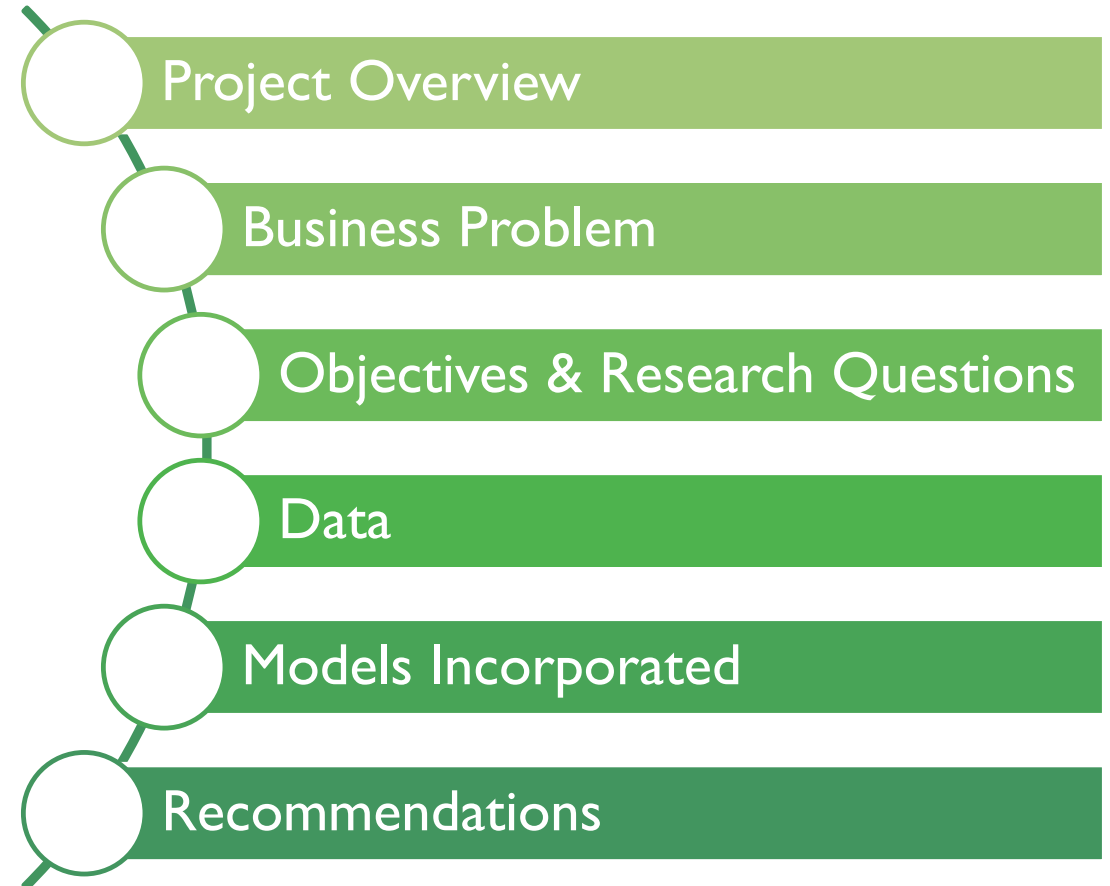 Project Overview
Business Problem
Objectives & Research Questions
Data
Models Incorporated
Recommendations